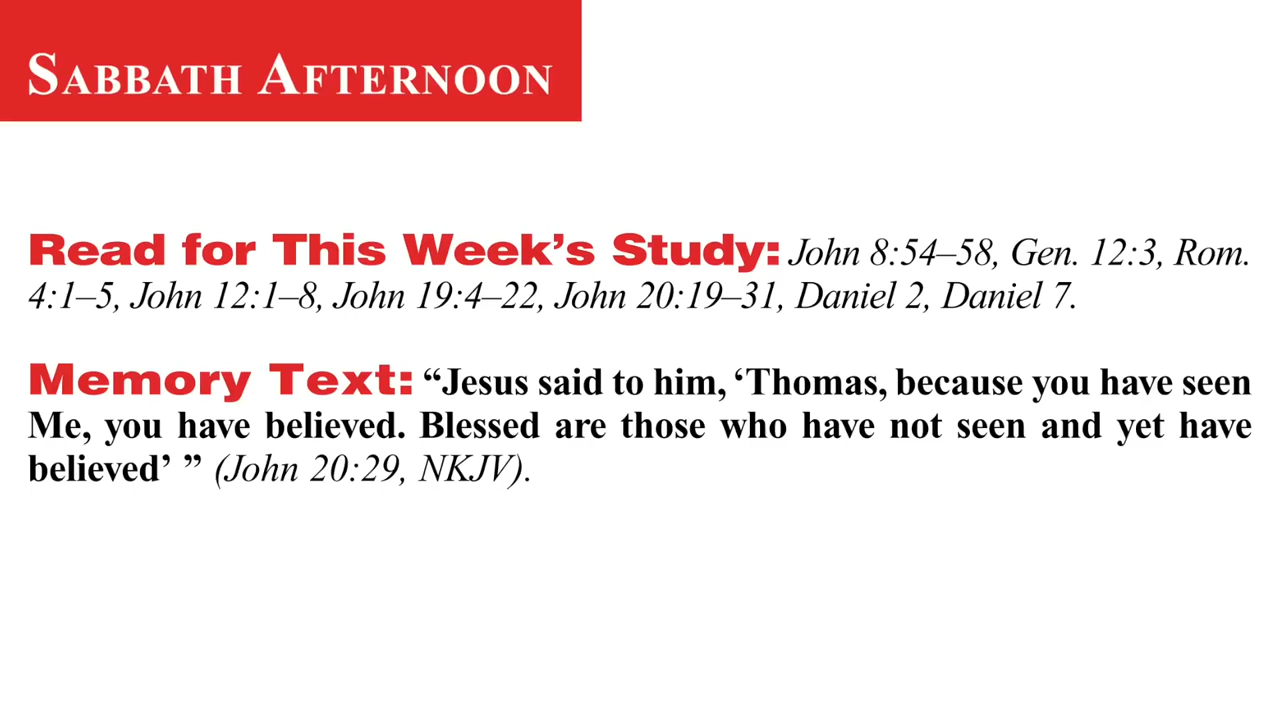 SABBATH AFTERNOON
Read for This Week’s Study: John 8:54–58, Gen. 12:3, Rom.
4:1–5, John 12:1–8, John 19:4–22, John 20:19–31, Daniel 2, Daniel 7.
Memory Text: “Jesus said to him, ‘Thomas, because you have seen
Me, you have believed. Blessed are those who have not seen and yet have
believed’ ” (John 20:29, NKJV).